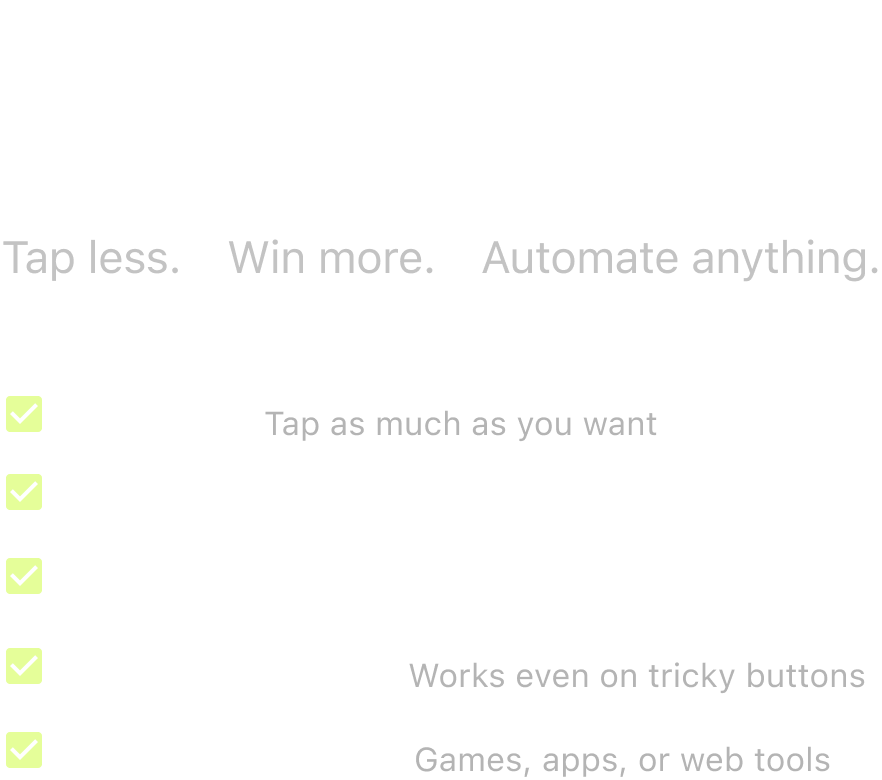 Tap less. Win more. Automate anything.
Tap as much as you want
Works even on tricky buttons
Games, apps, or web tools